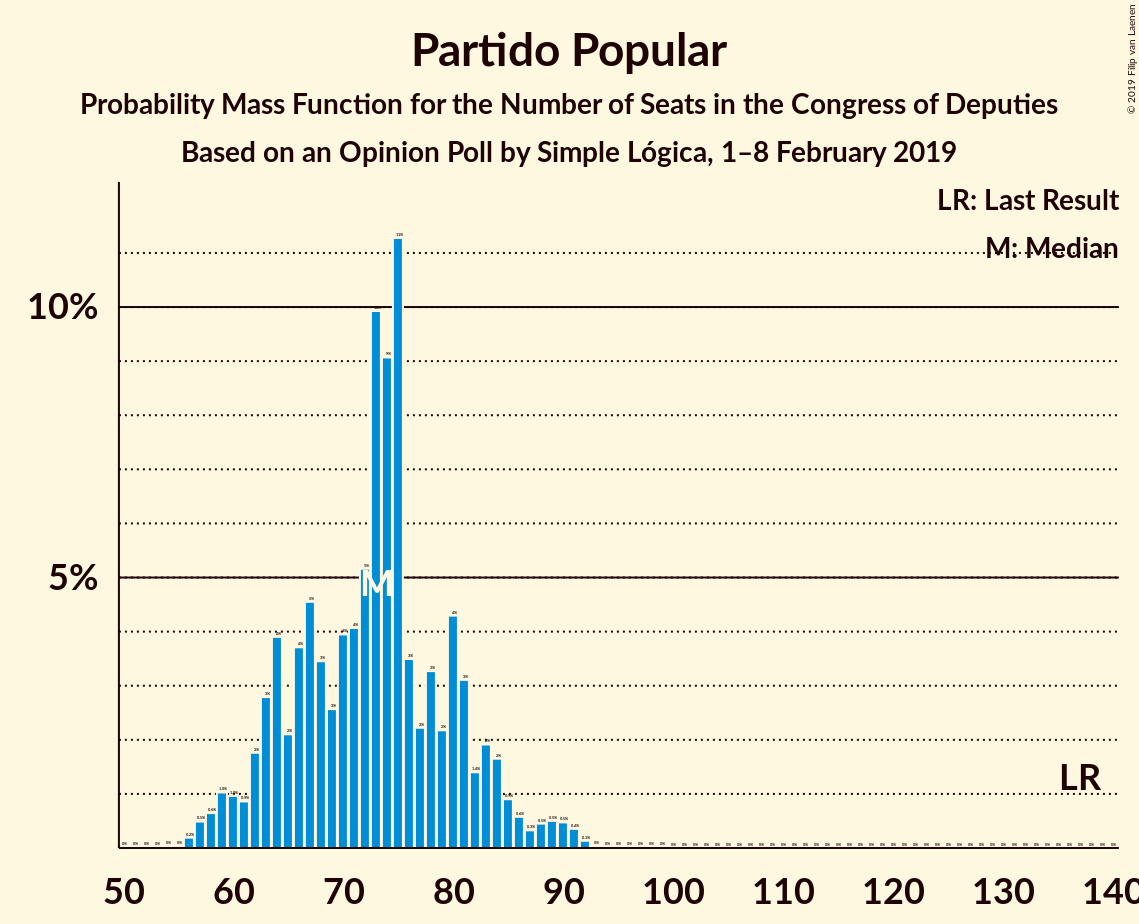 Partido Popular
Probability Mass Function for the Number of Seats in the Congress of Deputies
Based on an Opinion Poll by Simple Lógica, 1–8 February 2019
© 2019 Filip van Laenen
LR: Last Result
M: Median
10%
5%
M
LR
50 60 70 80 90 100 110 120 130 140